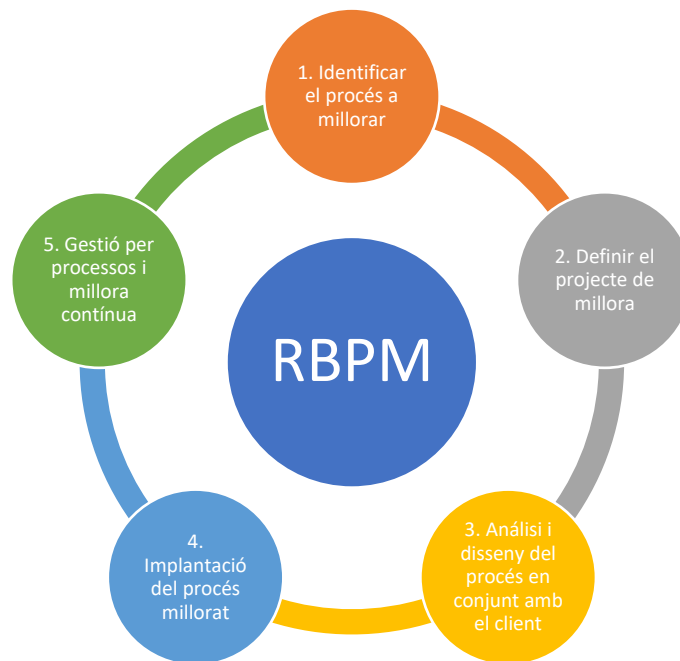 1. Identificar
el procés a
millorar
2. Definir el
projecte de
millora
3. Análisi i
disseny del
procés en
conjunt amb
el client
4.
Implantació
del procés
millorat
5. Gestió per
processos i
millora
contínua
RBPM